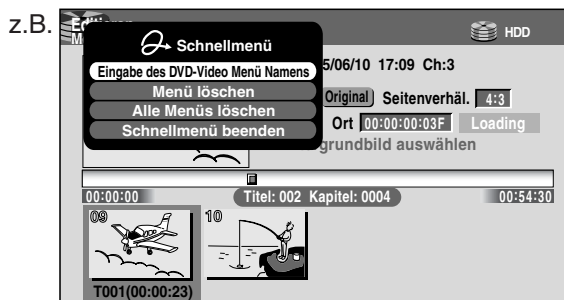 z.B.
HDD
Schnellmenü
5/06/10 17:09 Ch:3
Eingabe des DVD-Video Menü Namens
Menü löschen
Original Seitenverhäl. 4:3
Alle Menüs löschen
Ort 00:00:00:03F Loading
Schnellmenü beenden
grundbild auswählen
00:00:00 Titel: 002 Kapitel: 0004 00:54:30
09 10
T001(00:00:23)